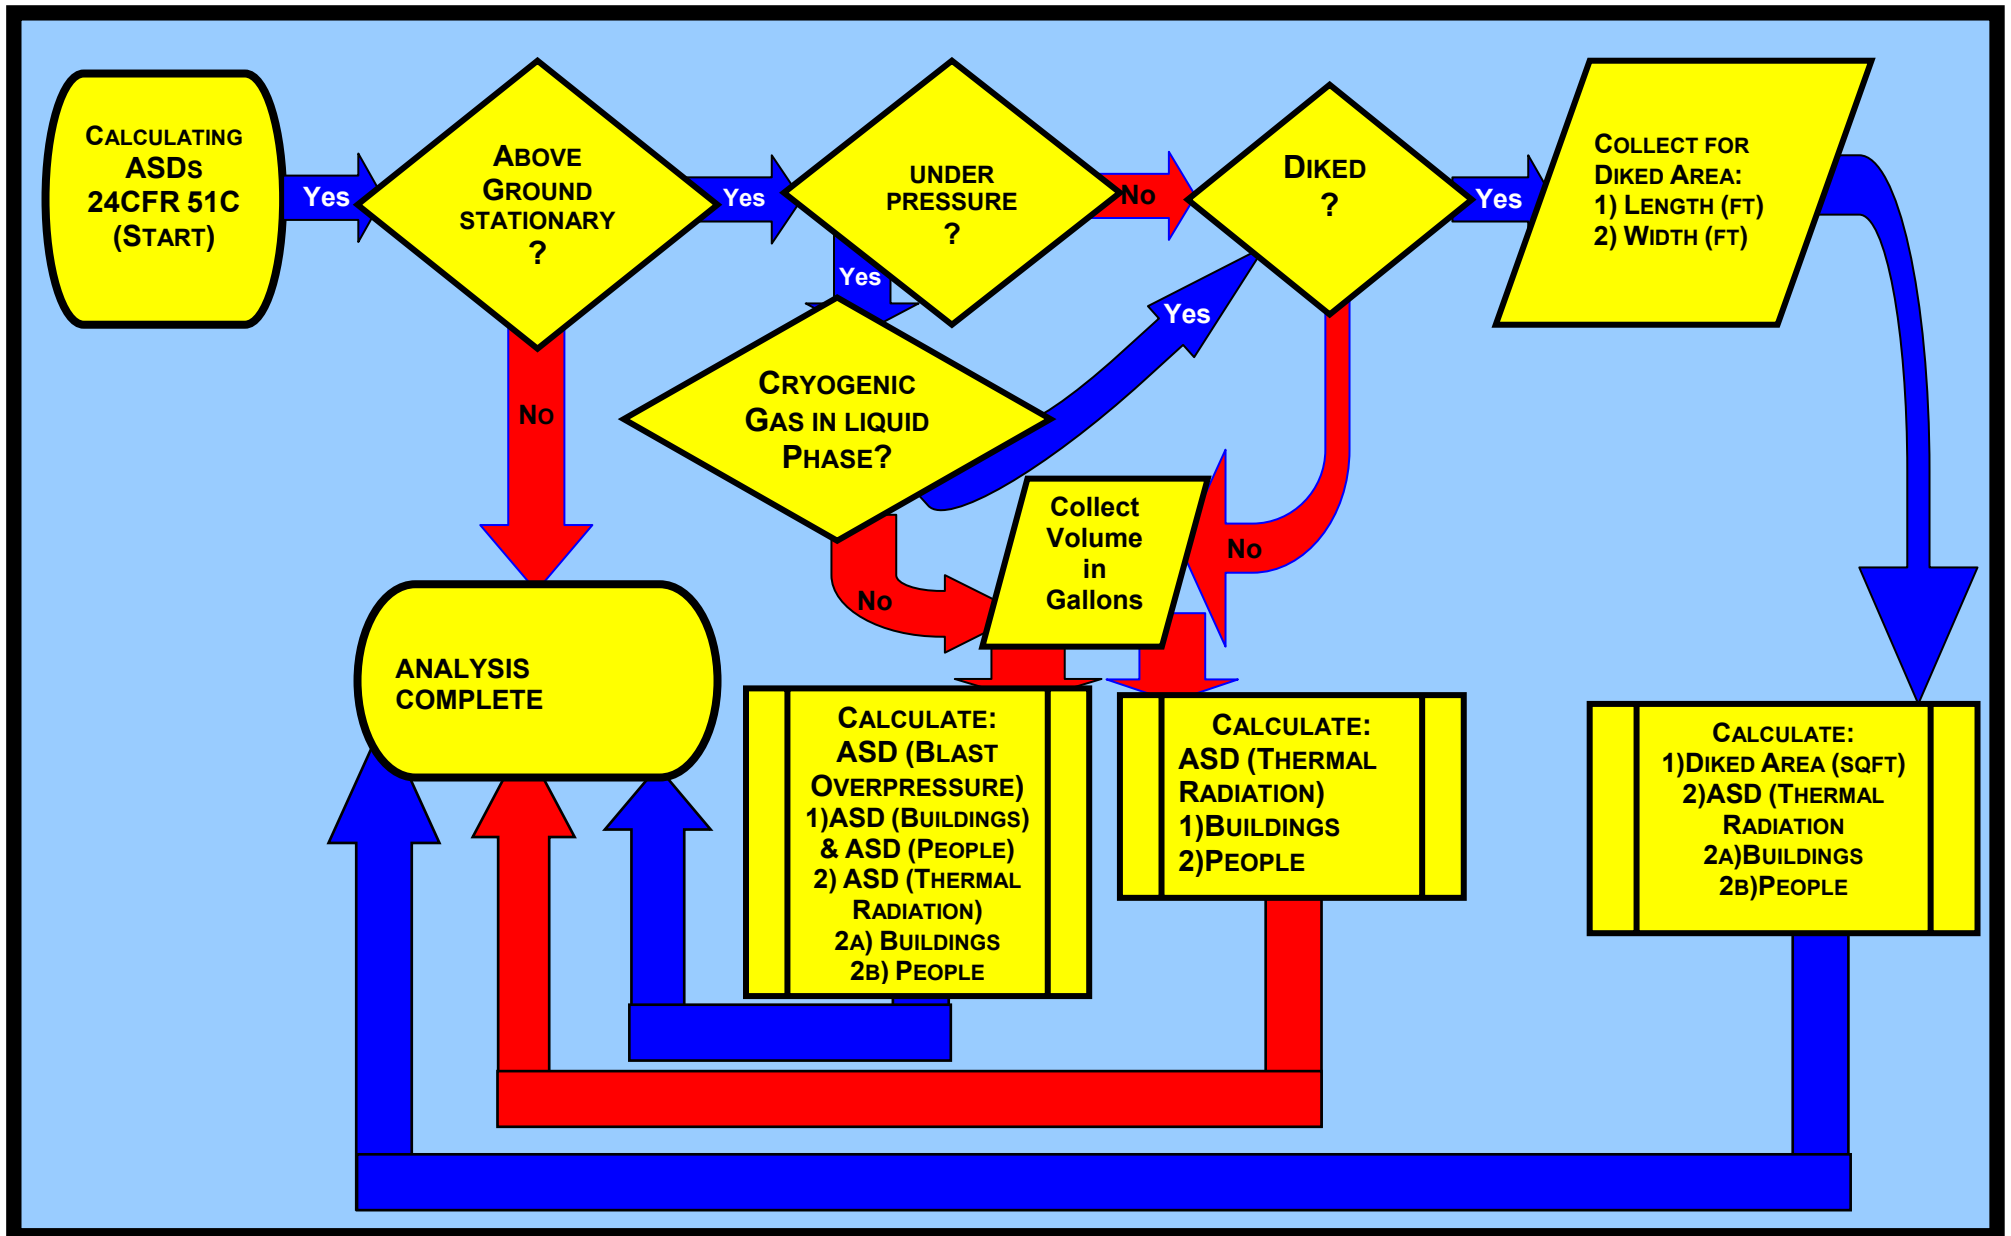 CALCULATING
ASDS
24CFR 51C
(START)
Yes
ABOVE
GROUND
STATIONARY
?
Yes
No
UNDER
PRESSURE
?
No
Yes
DIKED
?
Yes
COLLECT FOR
DIKED AREA:
1) LENGTH (FT)
2) WIDTH (FT)
CRYOGENIC
GAS IN LIQUID
PHASE?
Yes
No
Collect
Volume
in
Gallons
No
ANALYSIS
COMPLETE
CALCULATE:
ASD (BLAST
OVERPRESSURE)
1)ASD (BUILDINGS)
& ASD (PEOPLE)
2) ASD (THERMAL
RADIATION)
2A) BUILDINGS
2B) PEOPLE
CALCULATE:
ASD (THERMAL
RADIATION)
1)BUILDINGS
2)PEOPLE
CALCULATE:
1)DIKED AREA (SQFT)
2)ASD (THERMAL
RADIATION
2A)BUILDINGS
2B)PEOPLE